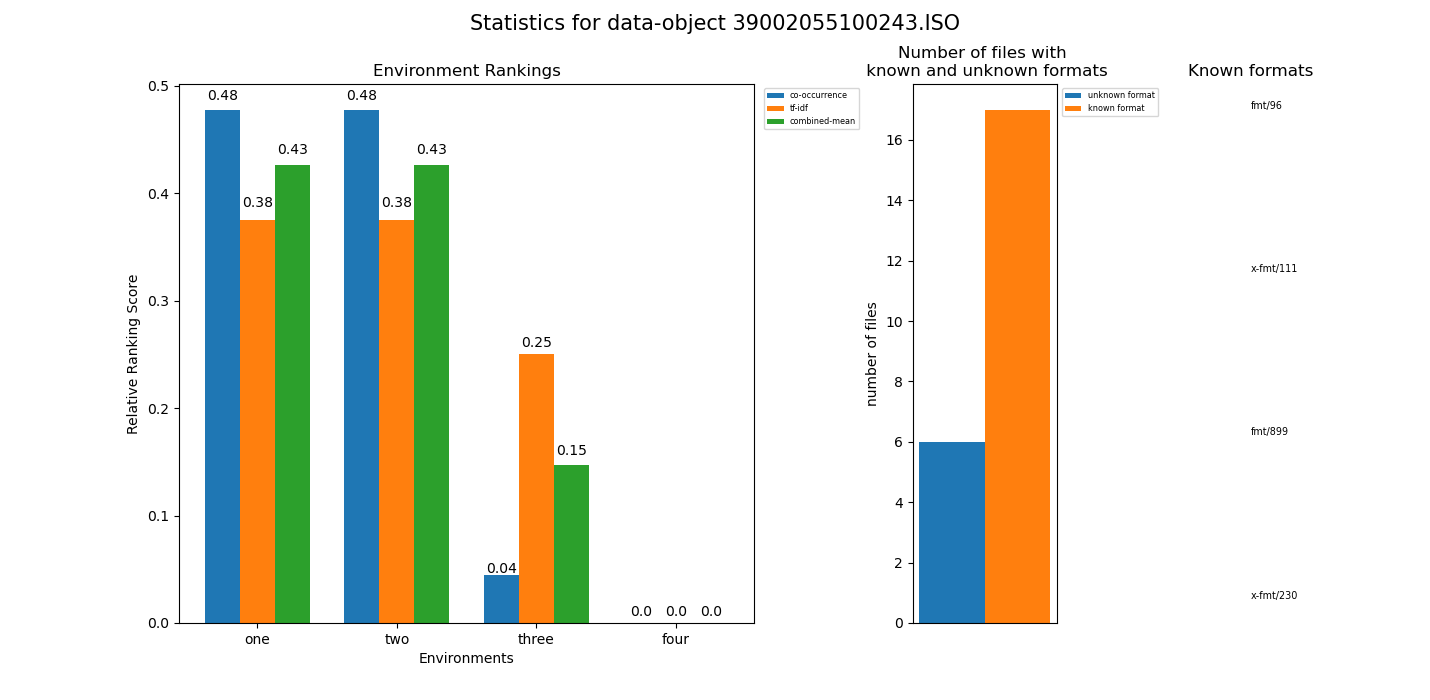 Statistics for data-object 39002055100243.ISO
Environment Rankings
0.5
0.4
0.3
0.2
0.1
0.0
Relative Ranking Score
0.48
0.38
0.43
0.48
0.38
0.43
0.04
0.25
0.15
0.0
0.0
0.0
one
two
three
four
Environments
co-occurrence
tf-idf
combined-mean
Number of files with
known and unknown formats
16
14
12
10
8
6
4
2
0
number of files
unknown format
known format
Known formats
fmt/96
x-fmt/111
fmt/899
x-fmt/230